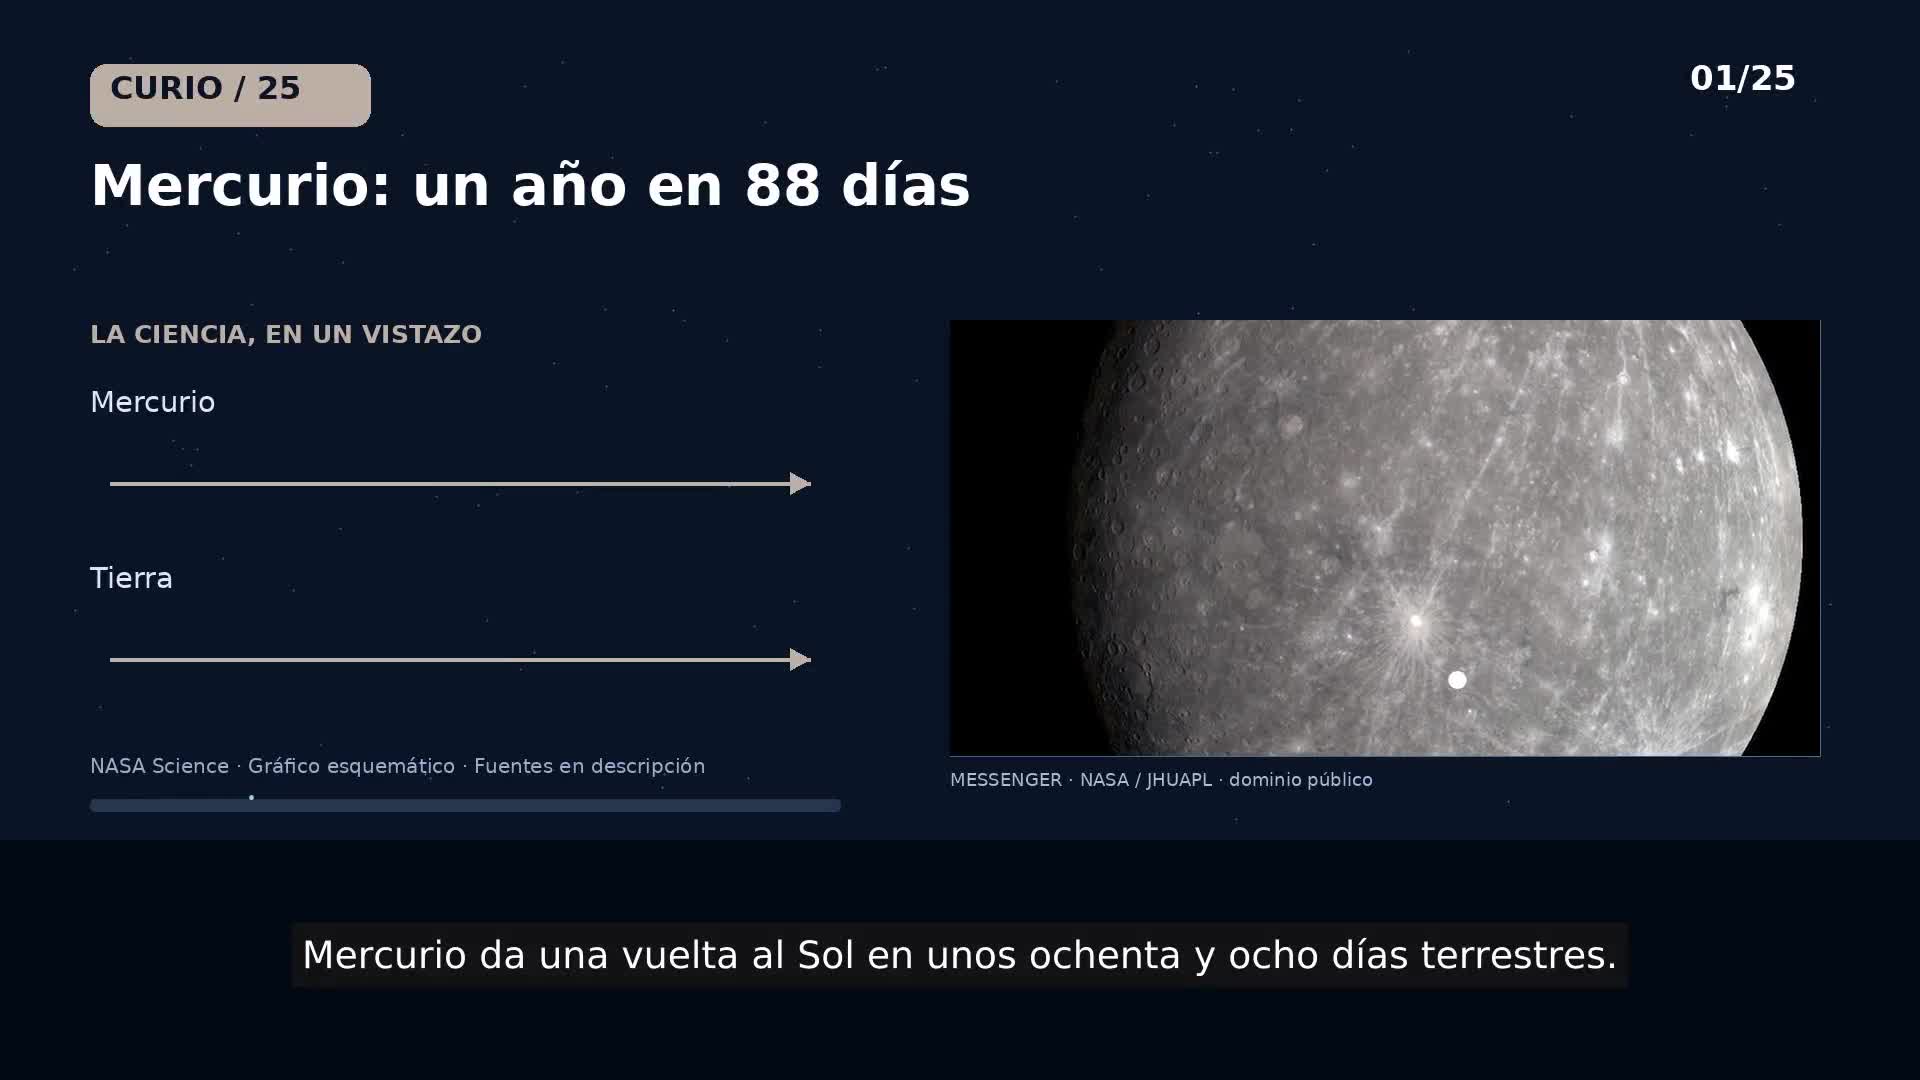 CURIO / 25
01/25
Mercurio: un año en 88 días
LA CIENCIA, EN UN VISTAZO
Mercurio
Tierra
NASA Science · Gráfico esquemático · Fuentes en descripción
MESSENGER · NASA / JHUAPL · dominio público
Mercurio da una vuelta al Sol en unos ochenta y ocho días terrestres.